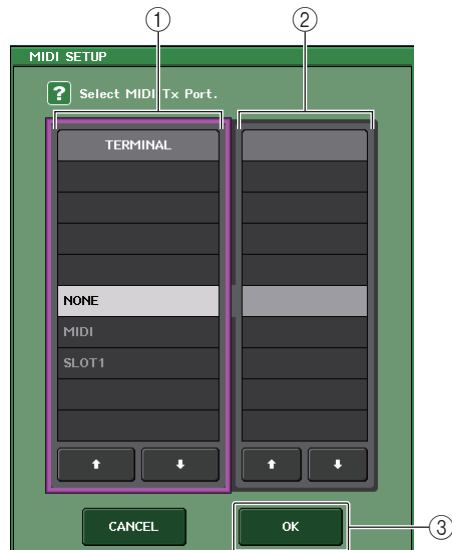 ① ②
MIDI SETUP
? Select MIDI Tx Port.
TERMINAL
NONE
MIDI
SLOT1
CANCEL OK ③